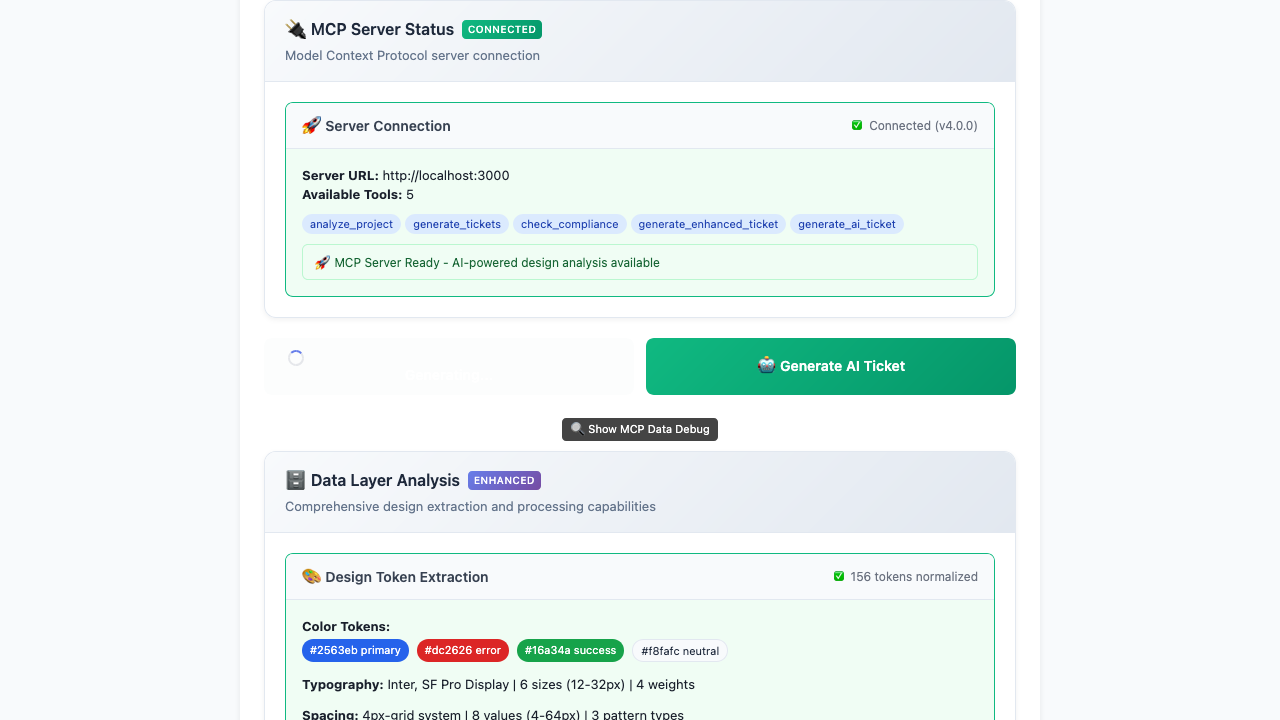 MCP Server Status CONNECTED
Model Context Protocol server connection
Server Connection
Connected (v4.0.0)
Server URL: http://localhost:3000
Available Tools: 5
analyze_project generate_tickets check_compliance generate_enhanced_ticket generate_ai_ticket
MCP Server Ready - AI-powered design analysis available
Generate AI Ticket
Show MCP Data Debug
Data Layer Analysis ENHANCED
Comprehensive design extraction and processing capabilities
Design Token Extraction
156 tokens normalized
Color Tokens:
#2563eb primary #dc2626 error #16a34a success #f8fafc neutral
Typography: Inter, SF Pro Display | 6 sizes (12-32px) | 4 weights
Spacing: 4px-grid system | 8 values (4-64px) | 3 pattern types